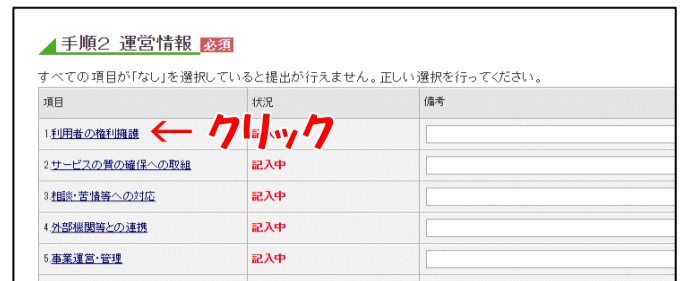 手順2 運営情報 必須
すべての項目が「なし」を選択していると提出が行えません。正しい選択を行ってください。
項目 状況 備考
1.利用者の権利擁護 ← クリック
2.サービスの質の確保への取組 記入中
3.相談・苦情等への対応 記入中
4.外部機関等との連携 記入中
5.事業運営・管理 記入中